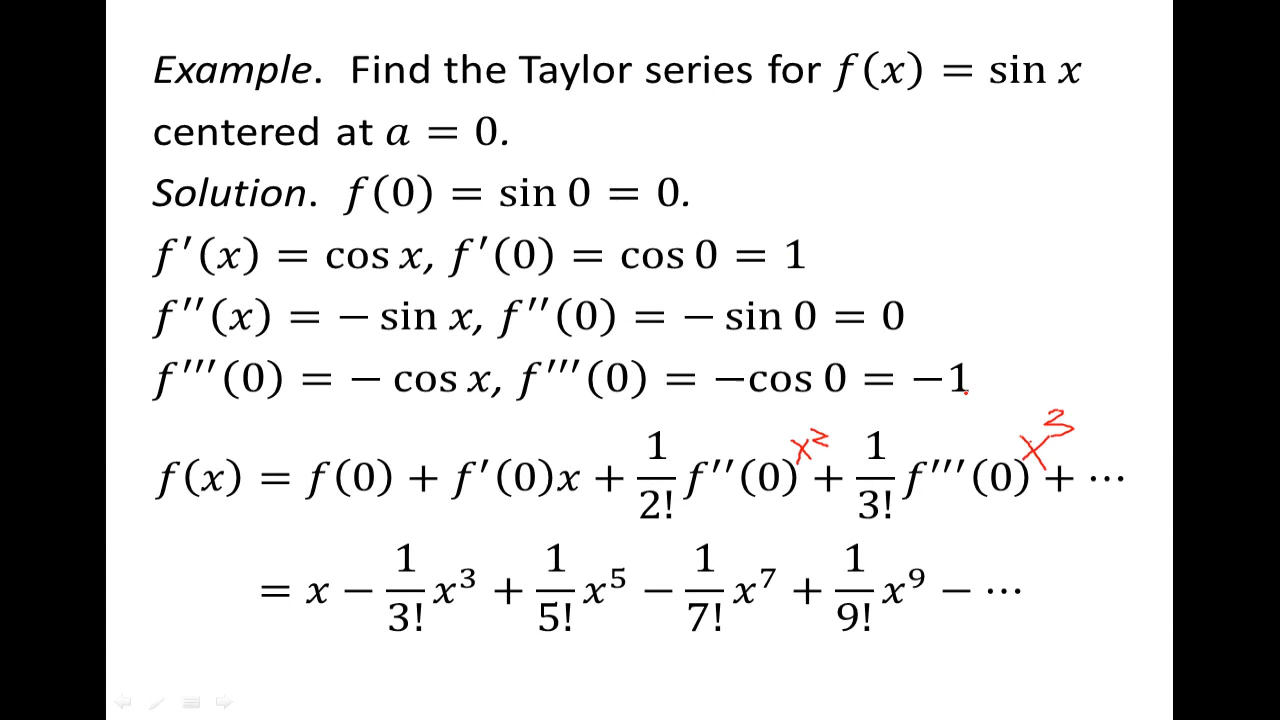 Example. Find the Taylor series for f(x) = sin x
centered at a = 0.
Solution. f(0) = sin 0 = 0.
f′(x) = cos x, f′(0) = cos 0 = 1
f′′(x) = − sin x, f′′(0) = − sin 0 = 0
f′′′(0) = − cos x, f′′′(0) = −cos 0 = −1
f(x) = f(0) + f′(0)x + 1/2! f′′(0) x² + 1/3! f′′′(0) x³ + ⋯
= x − 1/3! x³ + 1/5! x⁵ − 1/7! x⁷ + 1/9! x⁹ − ⋯